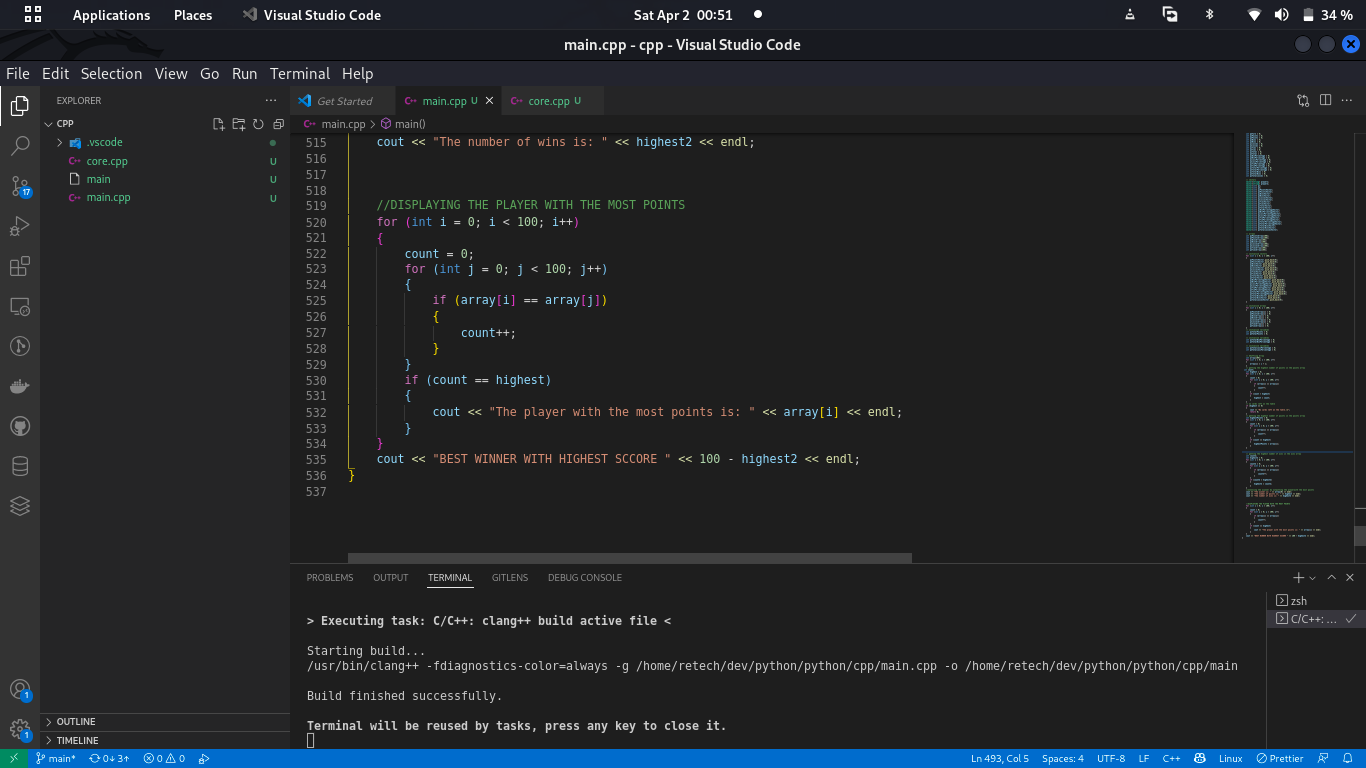 Applications Places Visual Studio Code Sat Apr 2 00:51 34 %
main.cpp - cpp - Visual Studio Code
File Edit Selection View Go Run Terminal Help
EXPLORER
CPP
.vscode
core.cpp U
main U
main.cpp U
17
1
1
OUTLINE
TIMELINE
Get Started main.cpp U core.cpp U
main.cpp > main()
515 cout << "The number of wins is: " << highest2 << endl;
516
517
518
519 //DISPLAYING THE PLAYER WITH THE MOST POINTS
520 for (int i = 0; i < 100; i++)
521 {
522 count = 0;
523 for (int j = 0; j < 100; j++)
524 {
525 if (array[i] == array[j])
526 {
527 count++;
528 }
529 }
530 if (count == highest)
531 {
532 cout << "The player with the most points is: " << array[i] << endl;
533 }
534 }
535 cout << "BEST WINNER WITH HIGHEST SCCORE " << 100 - highest2 << endl;
536 }
537
PROBLEMS OUTPUT TERMINAL GITLENS DEBUG CONSOLE
> Executing task: C/C++: clang++ build active file <
Starting build...
/usr/bin/clang++ -fdiagnostics-color=always -g /home/retech/dev/python/python/cpp/main.cpp -o /home/retech/dev/python/python/cpp/main
Build finished successfully.
Terminal will be reused by tasks, press any key to close it.
zsh
C/C++: ...
main* 0↓ 3↑ 0 0 Ln 493, Col 5 Spaces: 4 UTF-8 LF C++ Linux Prettier